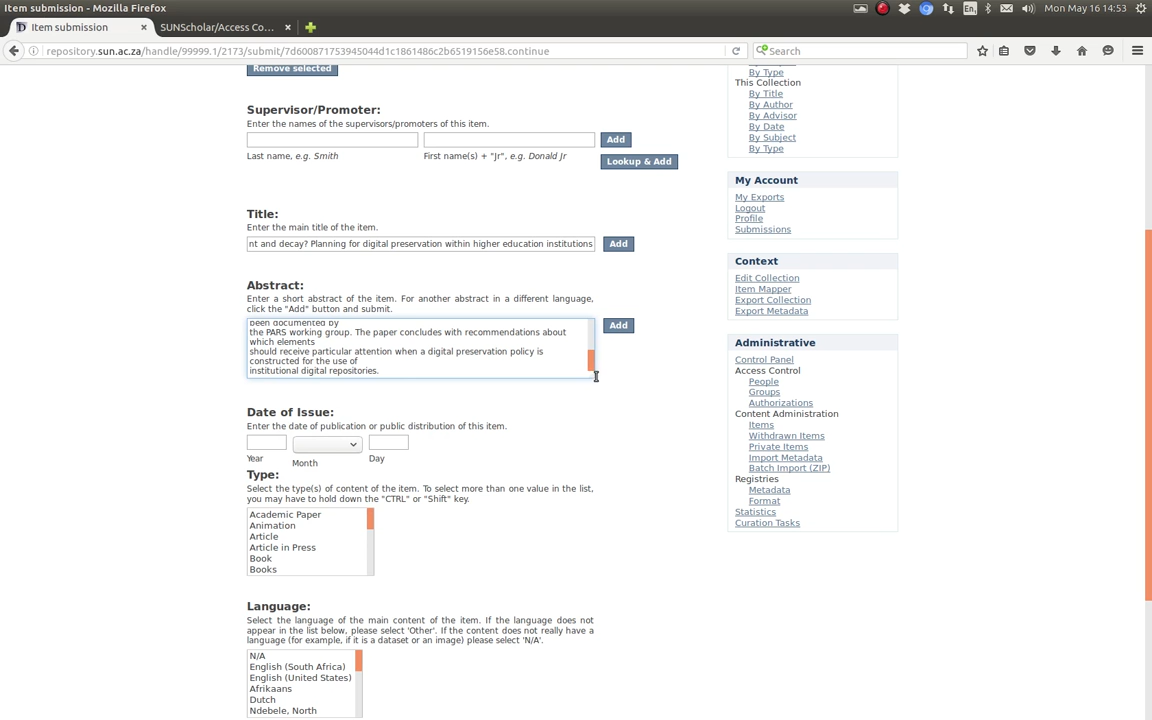 Item submission - Mozilla Firefox
En
Mon May 16 14:53
Item submission
SUNScholar/Access Co...
repository.sun.ac.za/handle/99999.1/2173/submit/7d600871753945044d1c1861486c2b6519156e58.continue
Search
Remove selected
Supervisor/Promoter:
Enter the names of the supervisors/promoters of this item.
Add
Last name, e.g. Smith
First name(s) + "Jr", e.g. Donald Jr
Lookup & Add
Title:
Enter the main title of the item.
nt and decay? Planning for digital preservation within higher education institutions
Add
Abstract:
Enter a short abstract of the item. For another abstract in a different language,
click the "Add" button and submit.
been documented by
the PARS working group. The paper concludes with recommendations about
which elements
should receive particular attention when a digital preservation policy is
constructed for the use of
institutional digital repositories.
Add
Date of Issue:
Enter the date of publication or public distribution of this item.
Year
Month
Day
Type:
Select the type(s) of content of the item. To select more than one value in the list,
you may have to hold down the "CTRL" or "Shift" key.
Academic Paper
Animation
Article
Article in Press
Book
Books
Language:
Select the language of the main content of the item. If the language does not
appear in the list below, please select 'Other'. If the content does not really have a
language (for example, if it is a dataset or an image) please select 'N/A'.
N/A
English (South Africa)
English (United States)
Afrikaans
Dutch
Ndebele, North
By Type
This Collection
By Title
By Author
By Advisor
By Date
By Subject
By Type
My Account
My Exports
Logout
Profile
Submissions
Context
Edit Collection
Item Mapper
Export Collection
Export Metadata
Administrative
Control Panel
Access Control
People
Groups
Authorizations
Content Administration
Items
Withdrawn Items
Private Items
Import Metadata
Batch Import (ZIP)
Registries
Metadata
Format
Statistics
Curation Tasks